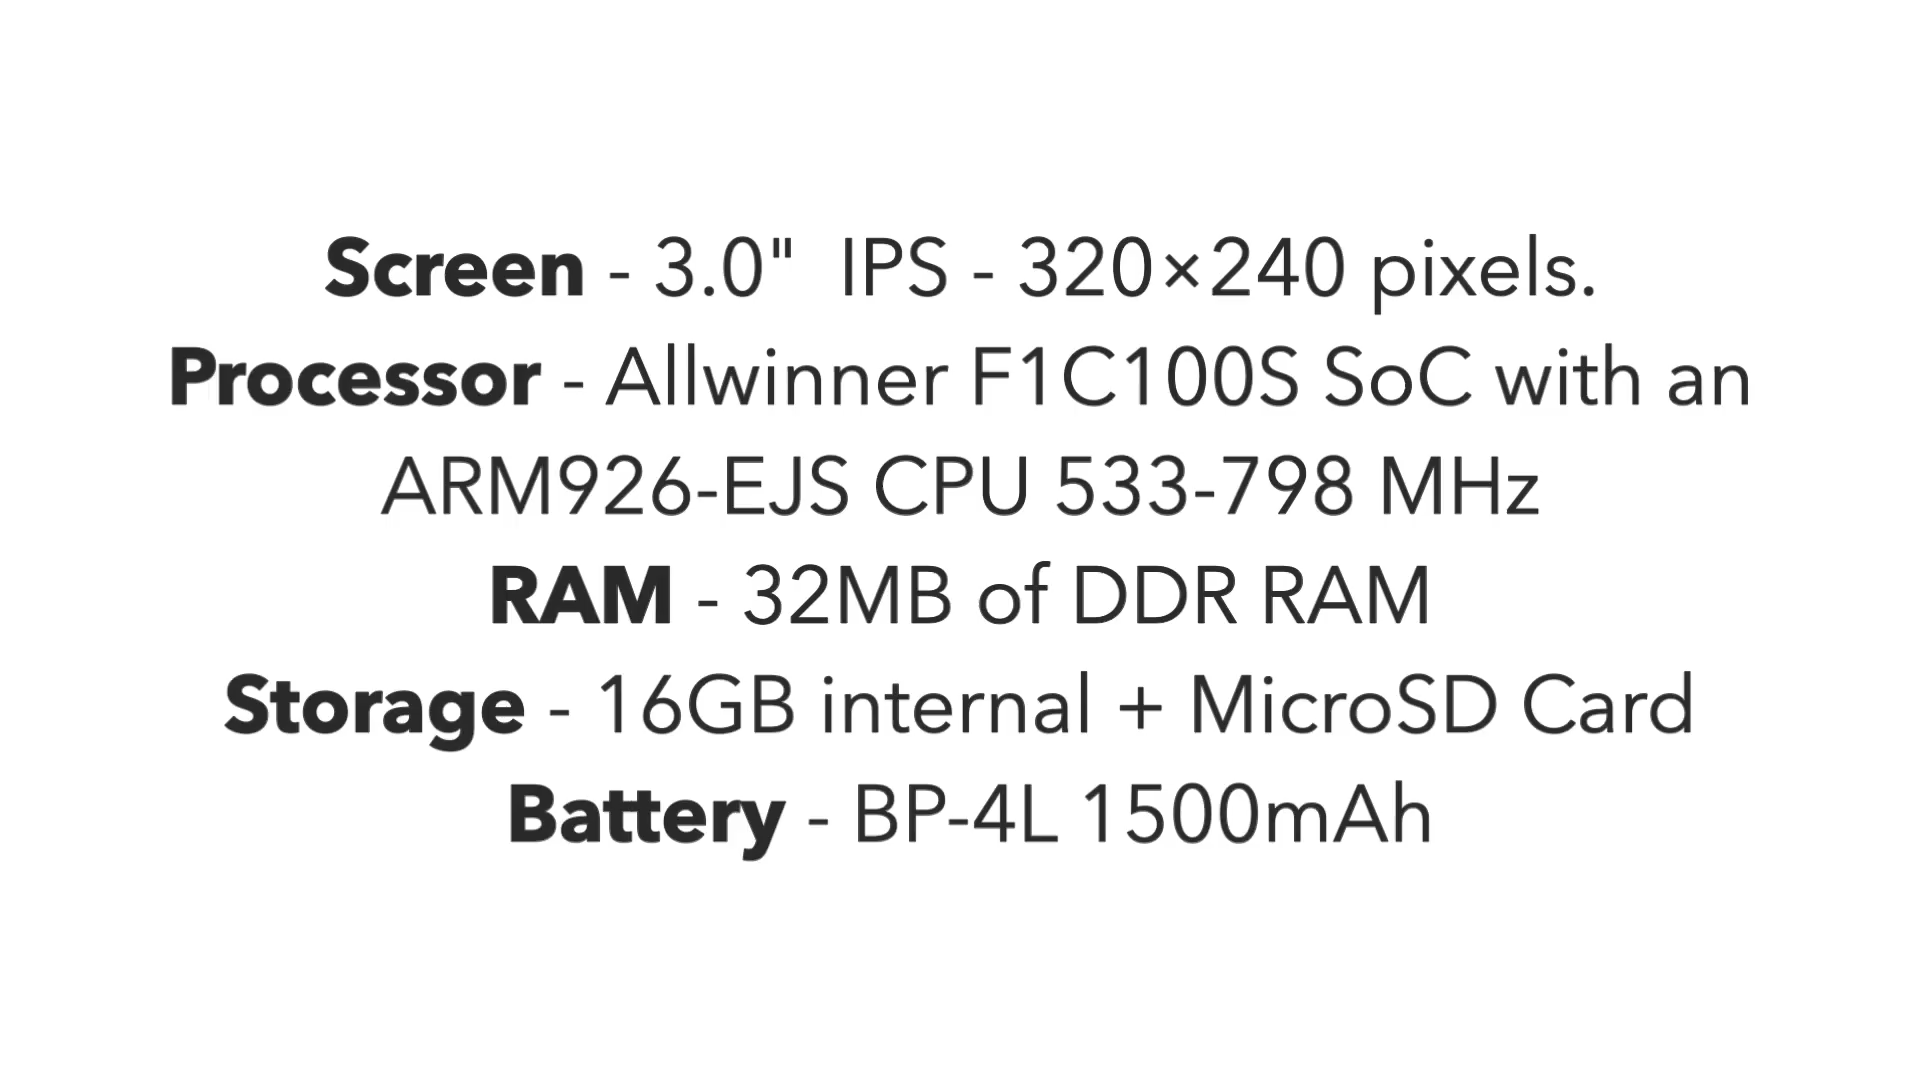 Screen - 3.0"  IPS - 320×240 pixels.
Processor - Allwinner F1C100S SoC with an
ARM926-EJS CPU 533-798 MHz
RAM - 32MB of DDR RAM
Storage - 16GB internal + MicroSD Card
Battery - BP-4L 1500mAh